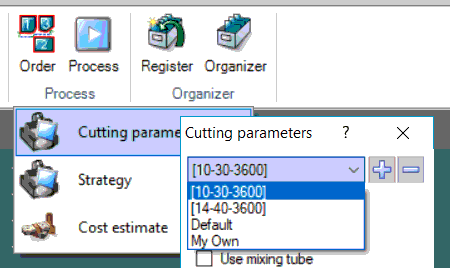 Order Process Register Organizer
Process Organizer
Cutting parame
Strategy
Cost estimate
Cutting parameters ? ×
[10-30-3600]
[10-30-3600]
[14-40-3600]
Default
My Own
Use mixing tube